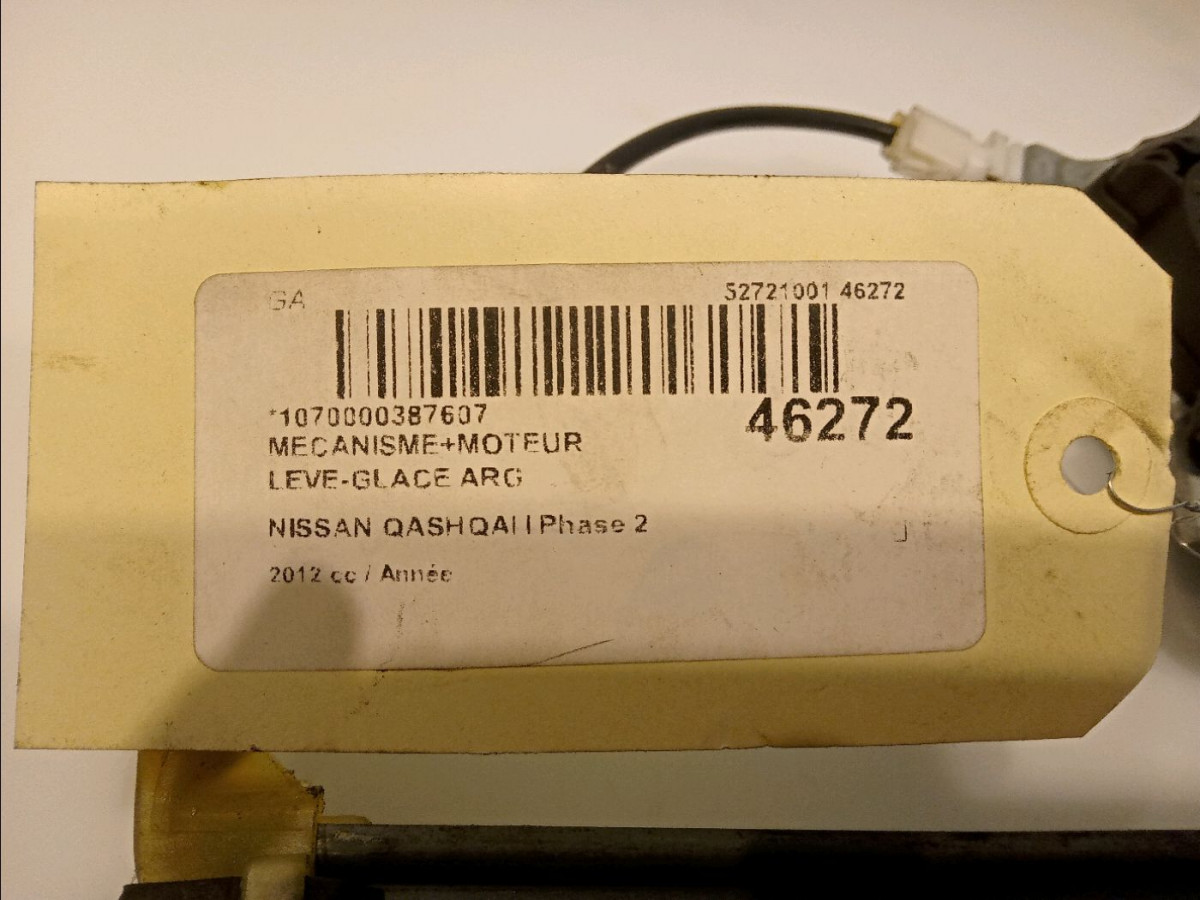 GA
52721001 46272
*1070000387607
46272
MECANISME+MOTEUR
LEVE-GLACE ARG
NISSAN QASHQAI I Phase 2
2012 cc / Année